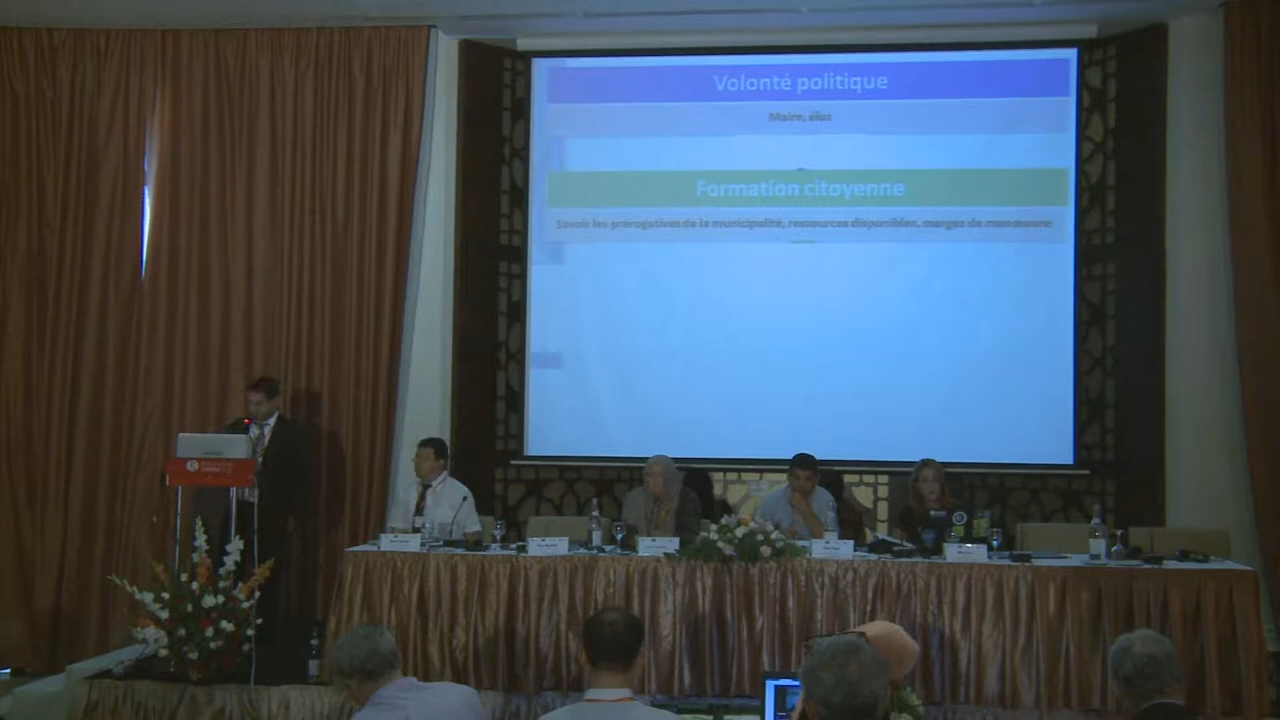 Volonté politique
Maire, élus
Formation citoyenne
Savoir les prérogatives de la municipalité, ressources disponibles, marges de manœuvre